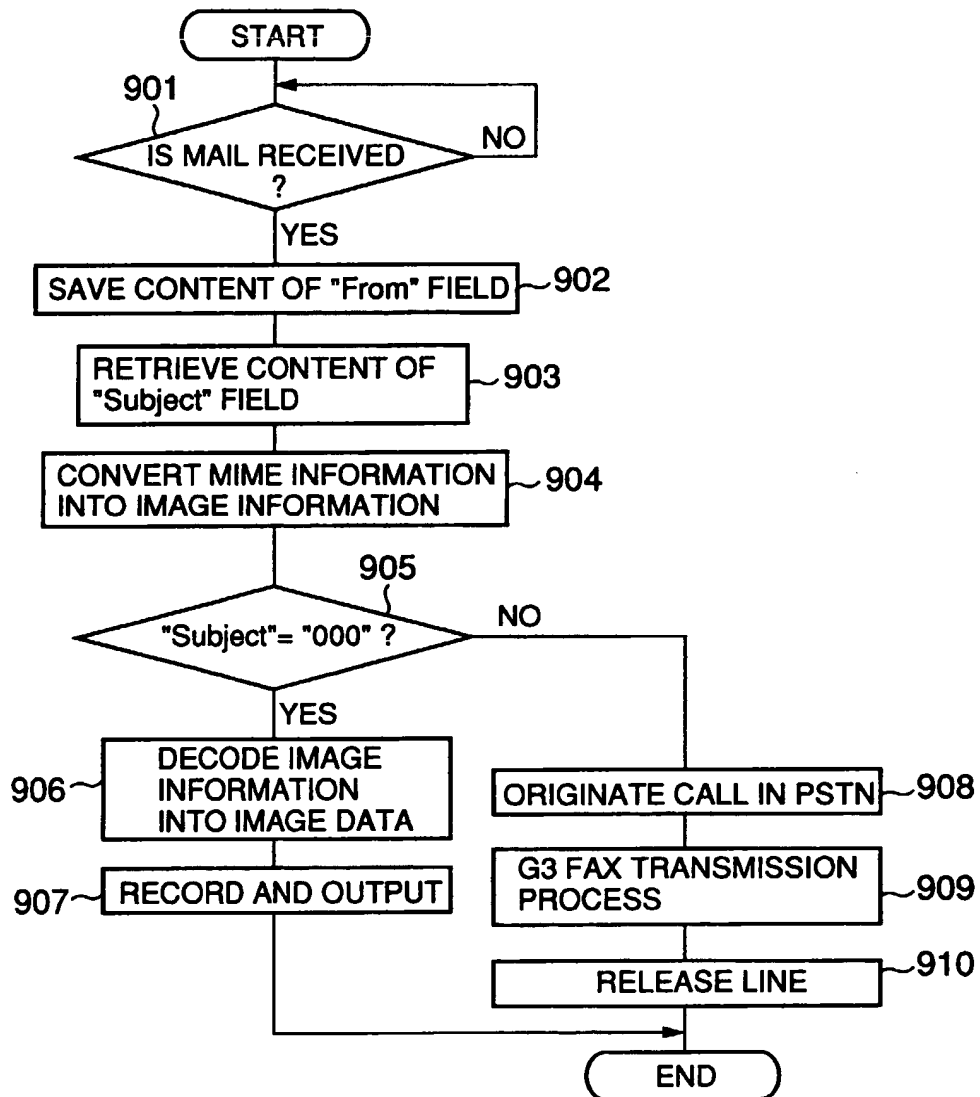 START
901
IS MAIL RECEIVED
?
NO
YES
SAVE CONTENT OF "From" FIELD
902
RETRIEVE CONTENT OF
"Subject" FIELD
903
CONVERT MIME INFORMATION
INTO IMAGE INFORMATION
904
905
"Subject"= "000" ?
NO
YES
906
DECODE IMAGE
INFORMATION
INTO IMAGE DATA
907
RECORD AND OUTPUT
ORIGINATE CALL IN PSTN
908
G3 FAX TRANSMISSION
PROCESS
909
RELEASE LINE
910
END